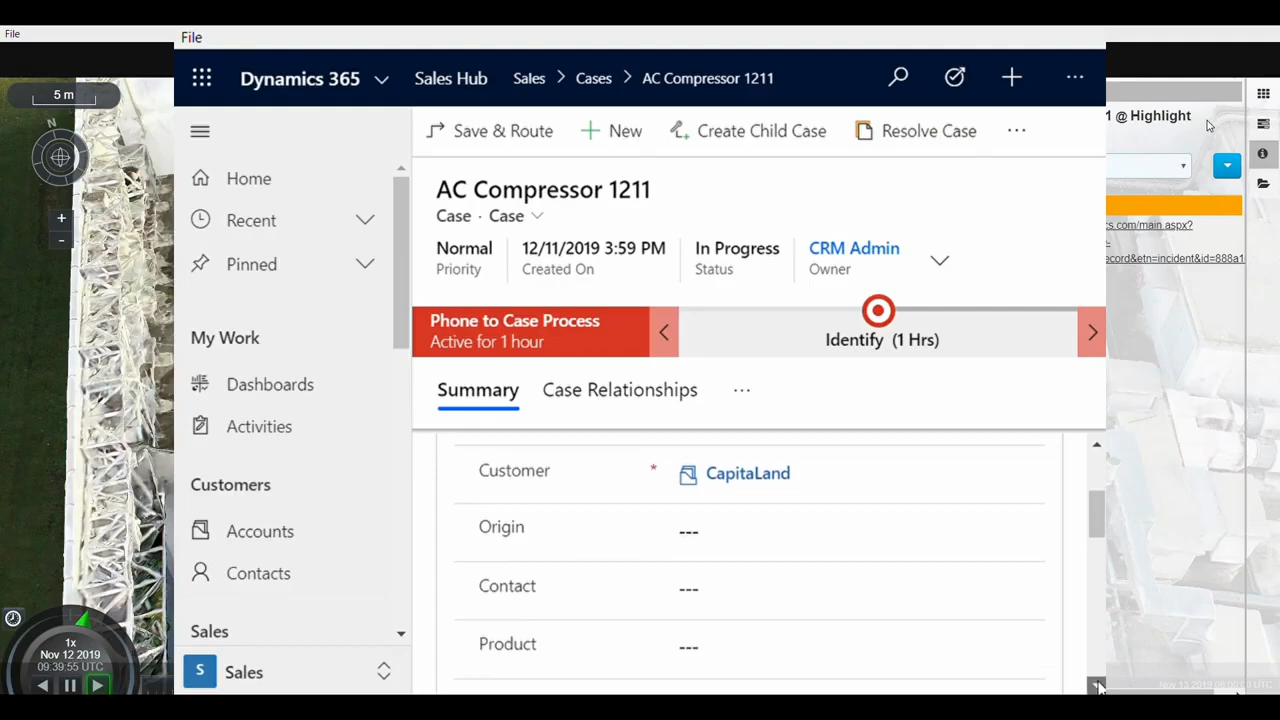 File
File
5 m
N
+
-
1x
Nov 12 2019
09:39:55 UTC
Dynamics 365
Sales Hub
Sales > Cases > AC Compressor 1211
Save & Route
New
Create Child Case
Resolve Case
Home
Recent
Pinned
My Work
Dashboards
Activities
Customers
Accounts
Contacts
Sales
S Sales
AC Compressor 1211
Case · Case
Normal
Priority
12/11/2019 3:59 PM
Created On
In Progress
Status
CRM Admin
Owner
Phone to Case Process
Active for 1 hour
Identify (1 Hrs)
Summary
Case Relationships
Customer * CapitaLand
Origin ---
Contact ---
Product ---
1 @ Highlight
cs.com/main.aspx?
ecord&etn=incident&id=888a1